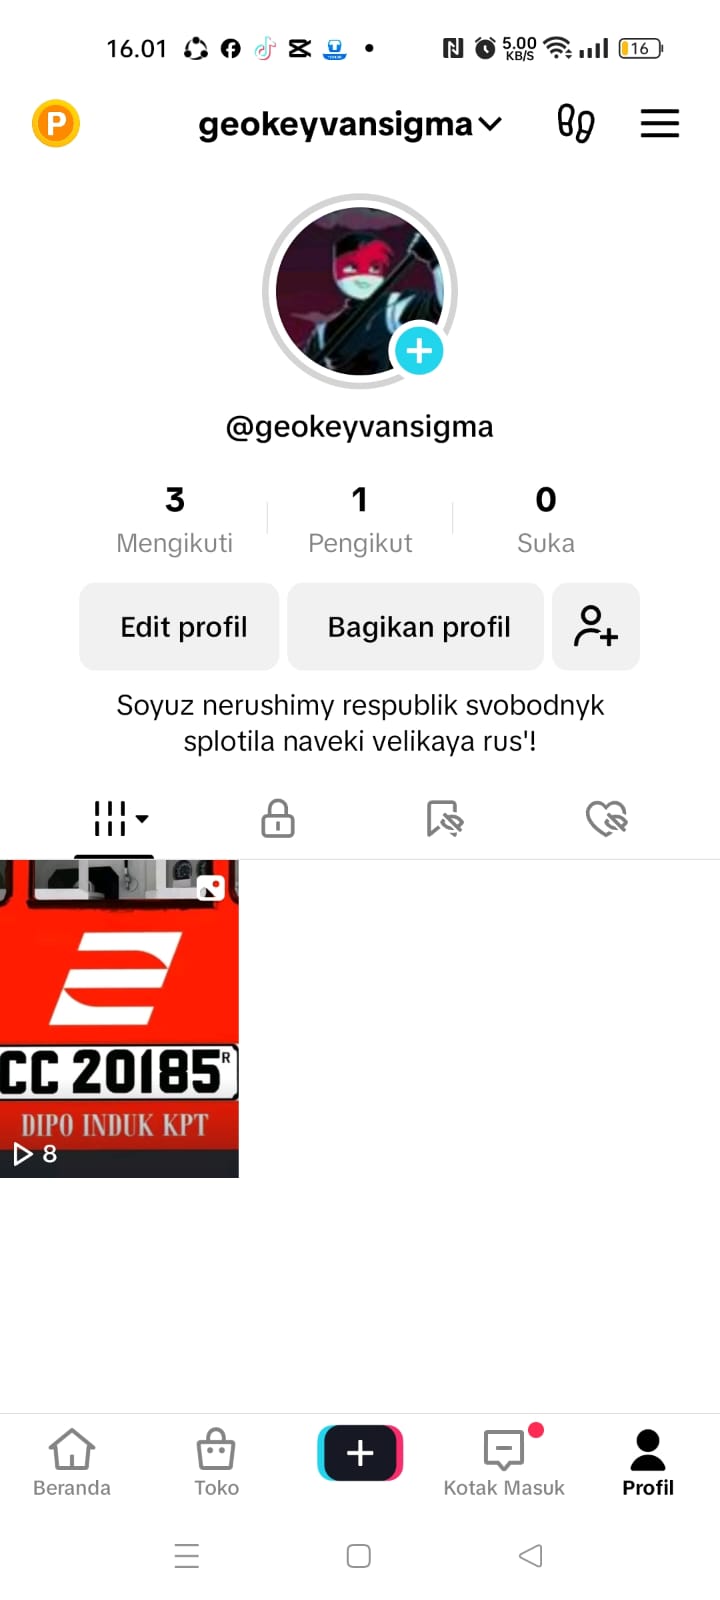 16.01 5.00 KB/S 16
P geokeyvansigma
@geokeyvansigma
3 1 0
Mengikuti Pengikut Suka
Edit profil Bagikan profil
Soyuz nerushimy respublik svobodnyk
splotila naveki velikaya rus'!
CC 20185 R
DIPO INDUK KPT
8
Beranda Toko Kotak Masuk Profil